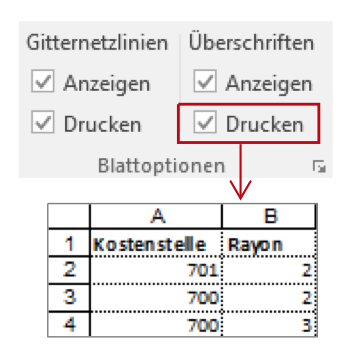 Gitternetzlinien Überschriften
Anzeigen Anzeigen
Drucken Drucken
Blattoptionen
A B
1 Kostenstelle Rayon
2 701 2
3 700 2
4 700 3